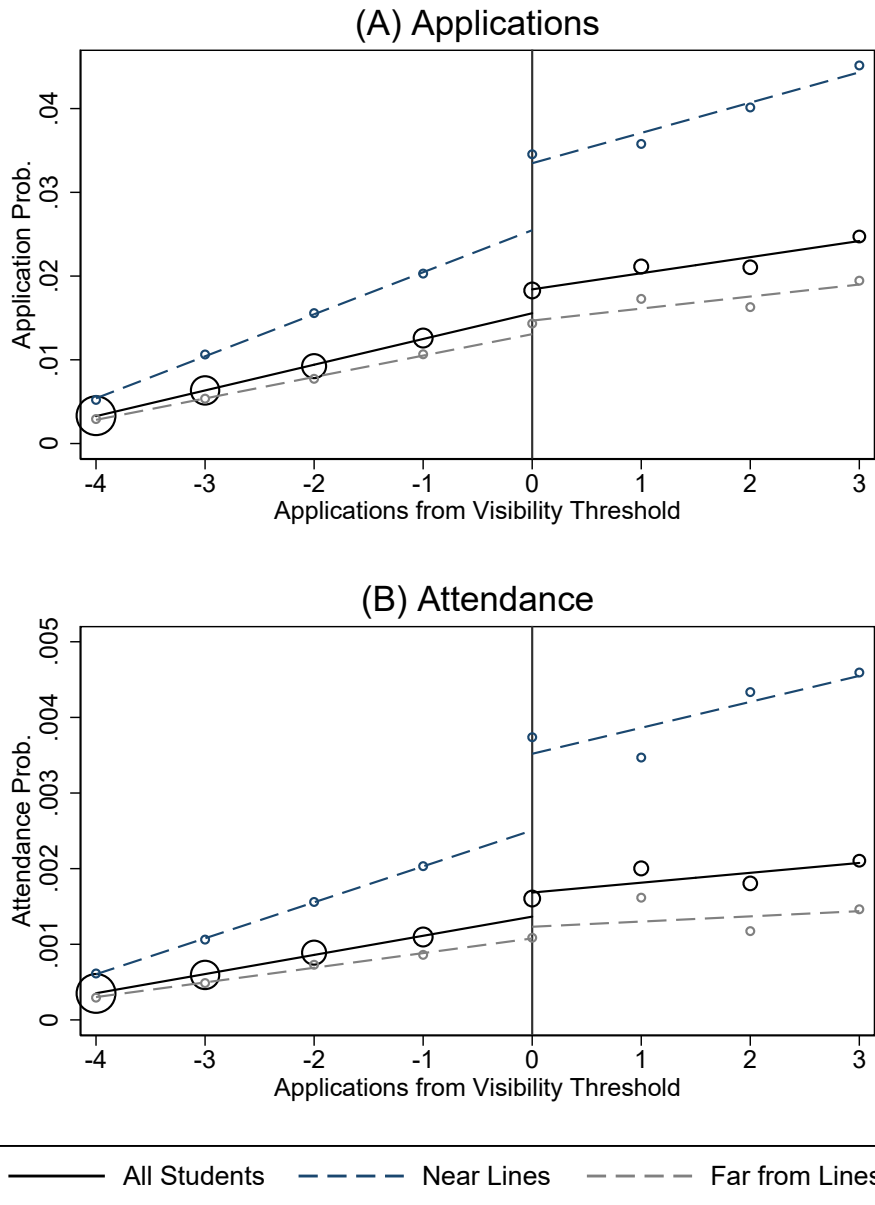 (A) Applications
Application Prob.
.04
.03
.02
.01
0
-4 -3 -2 -1 0 1 2 3
Applications from Visibility Threshold
(B) Attendance
Attendance Prob.
.005
.004
.003
.002
.001
0
-4 -3 -2 -1 0 1 2 3
Applications from Visibility Threshold
All Students Near Lines Far from Lines